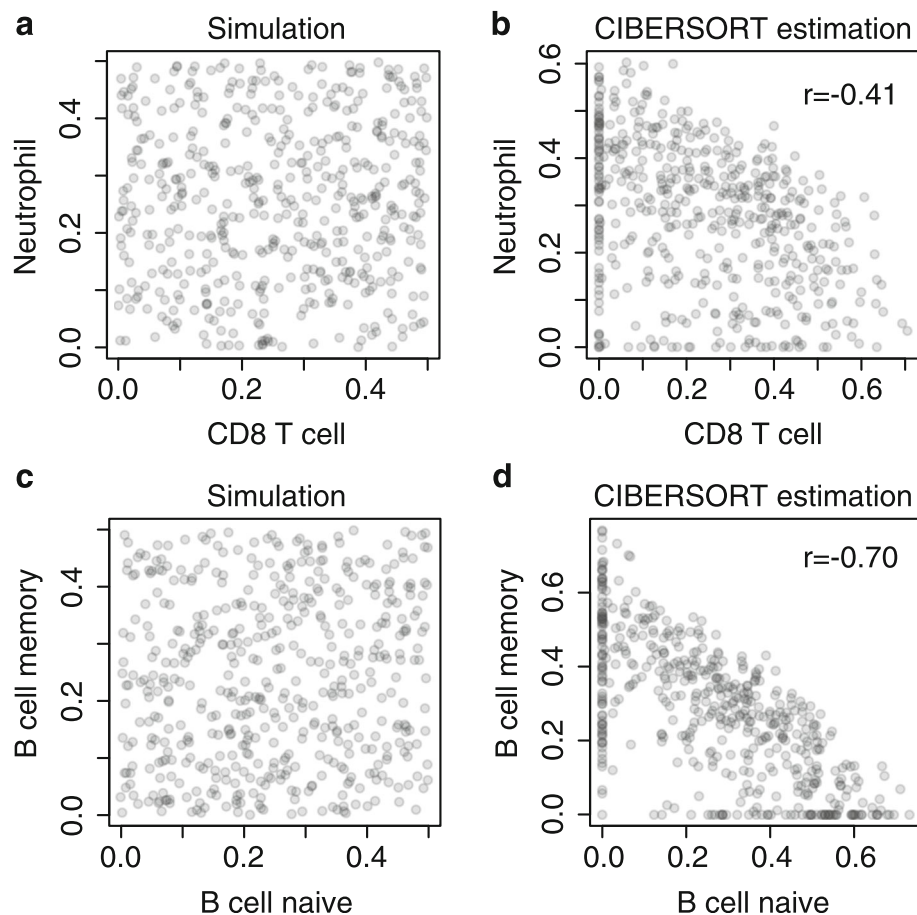 a
Simulation
Neutrophil
0.0 0.2 0.4
0.0 0.2 0.4
CD8 T cell
b
CIBERSORT estimation
r=-0.41
Neutrophil
0.0 0.2 0.4 0.6
0.0 0.2 0.4 0.6
CD8 T cell
c
Simulation
B cell memory
0.0 0.2 0.4
0.0 0.2 0.4
B cell naive
d
CIBERSORT estimation
r=-0.70
B cell memory
0.0 0.2 0.4 0.6
0.0 0.2 0.4 0.6
B cell naive